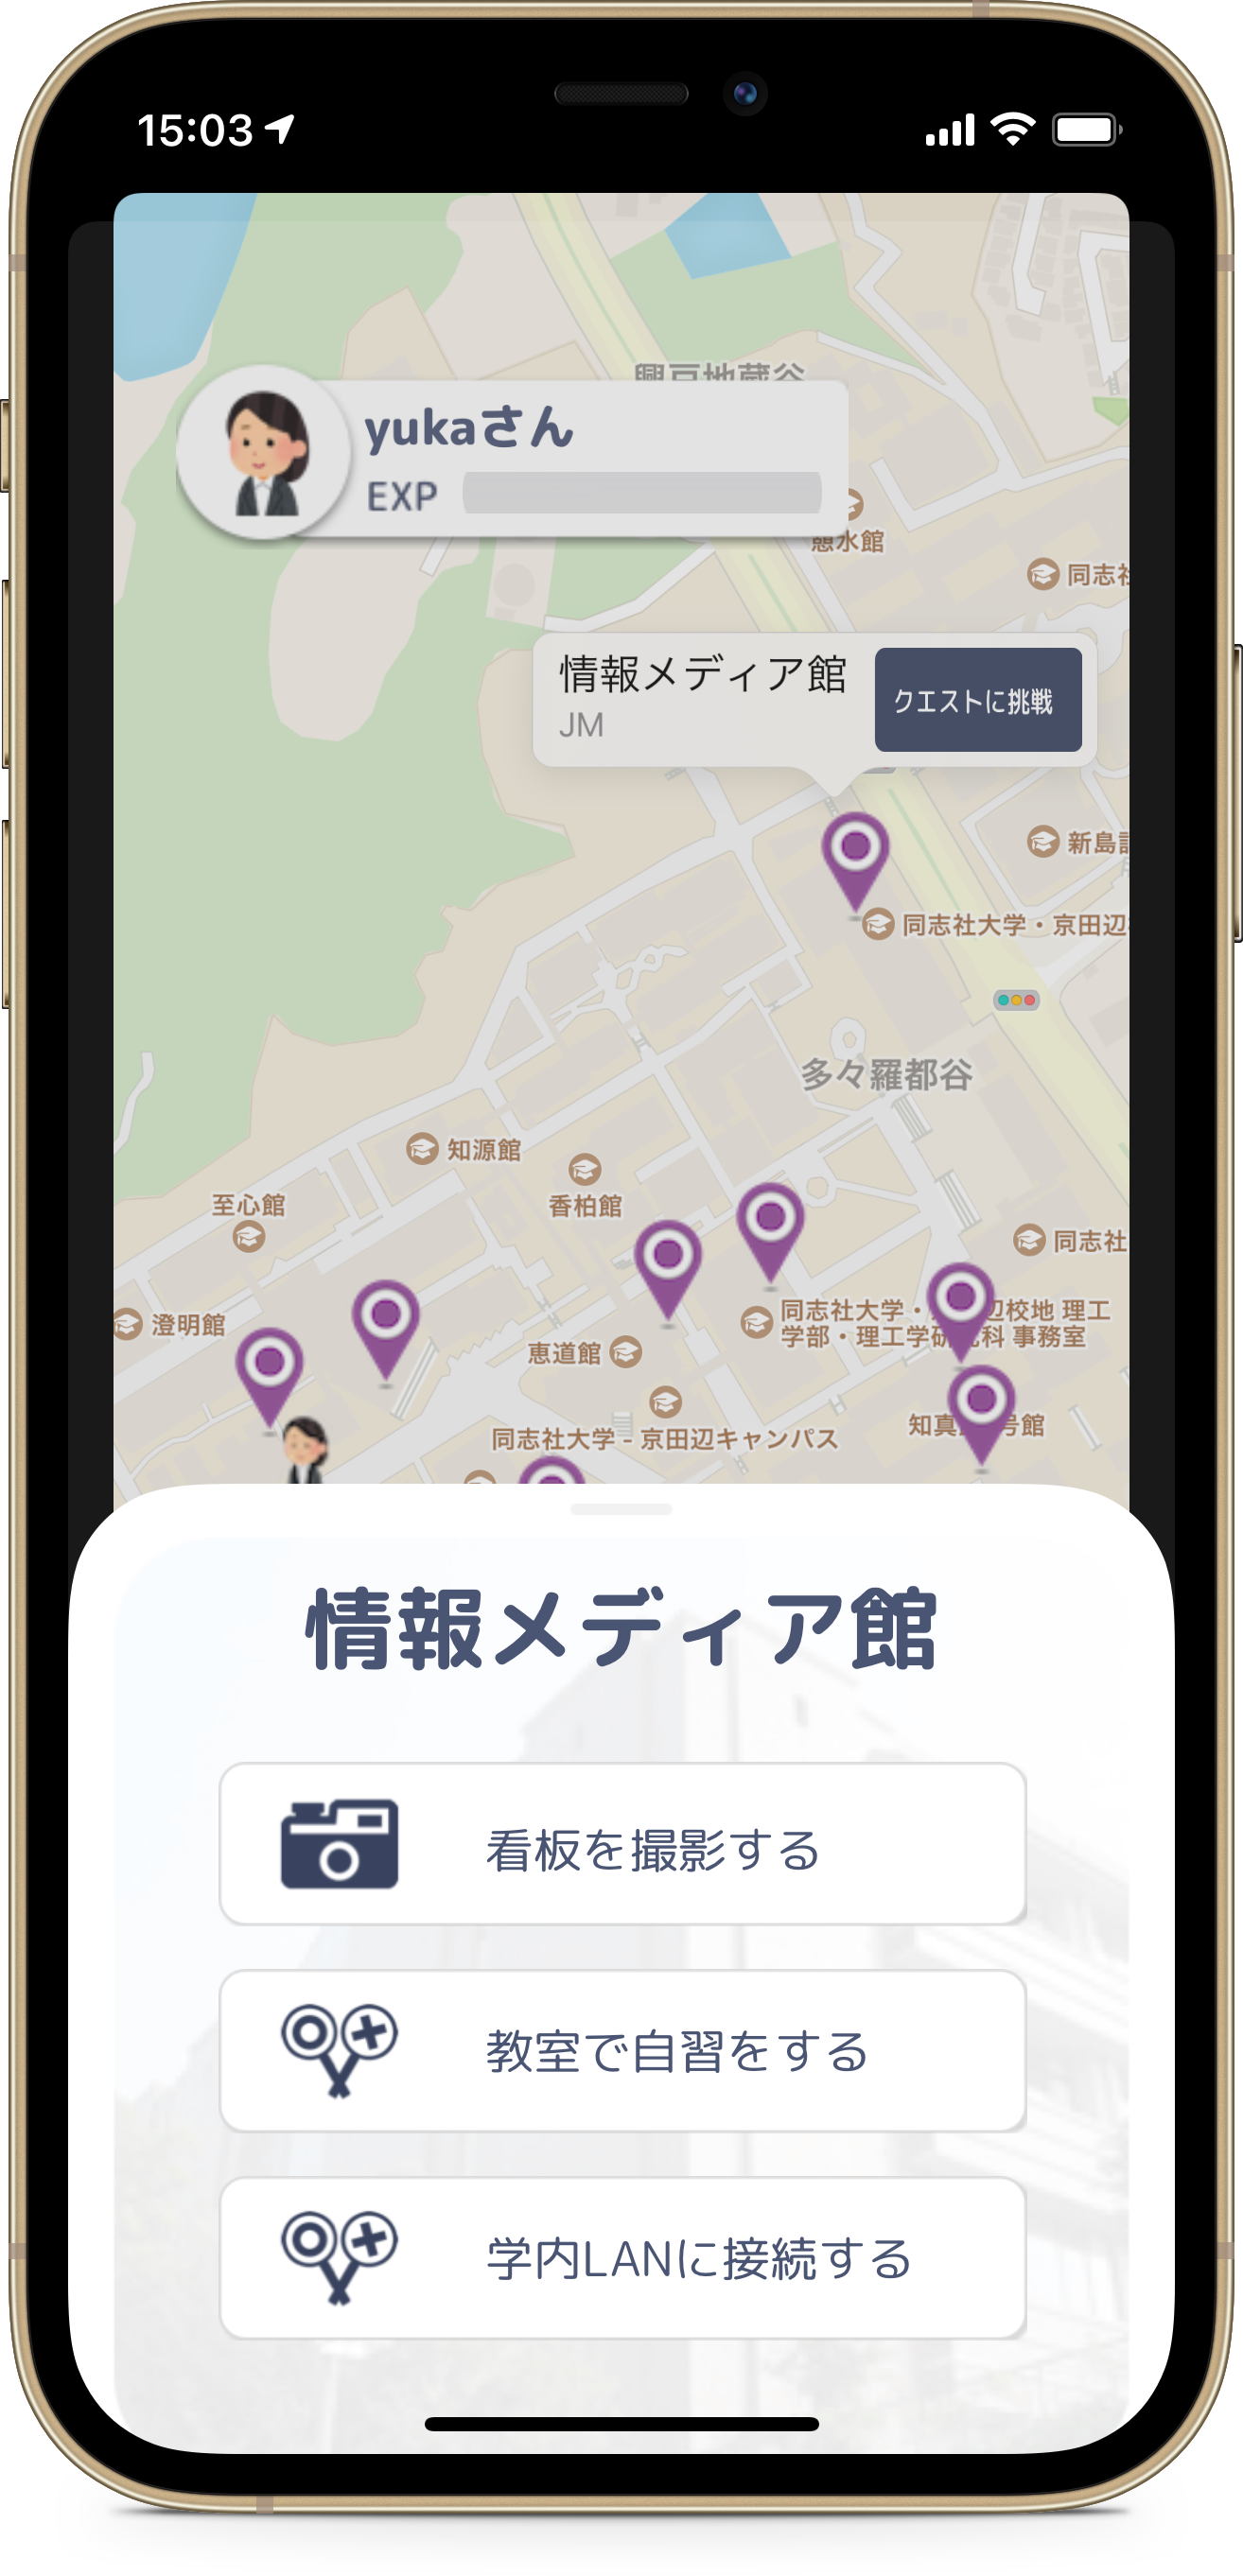 15:03
興戸地蔵谷
yukaさん
EXP
憩水館
同志社
情報メディア館
JM
クエストに挑戦
新島
同志社大学・京田辺
多々羅都谷
知源館
香柏館
至心館
同志社
澄明館
同志社大学・ 辺校地 理工
学部・理工学研 科 事務室
恵道館
知真 号館
同志社大学 - 京田辺キャンパス
情報メディア館
看板を撮影する
教室で自習をする
学内LANに接続する